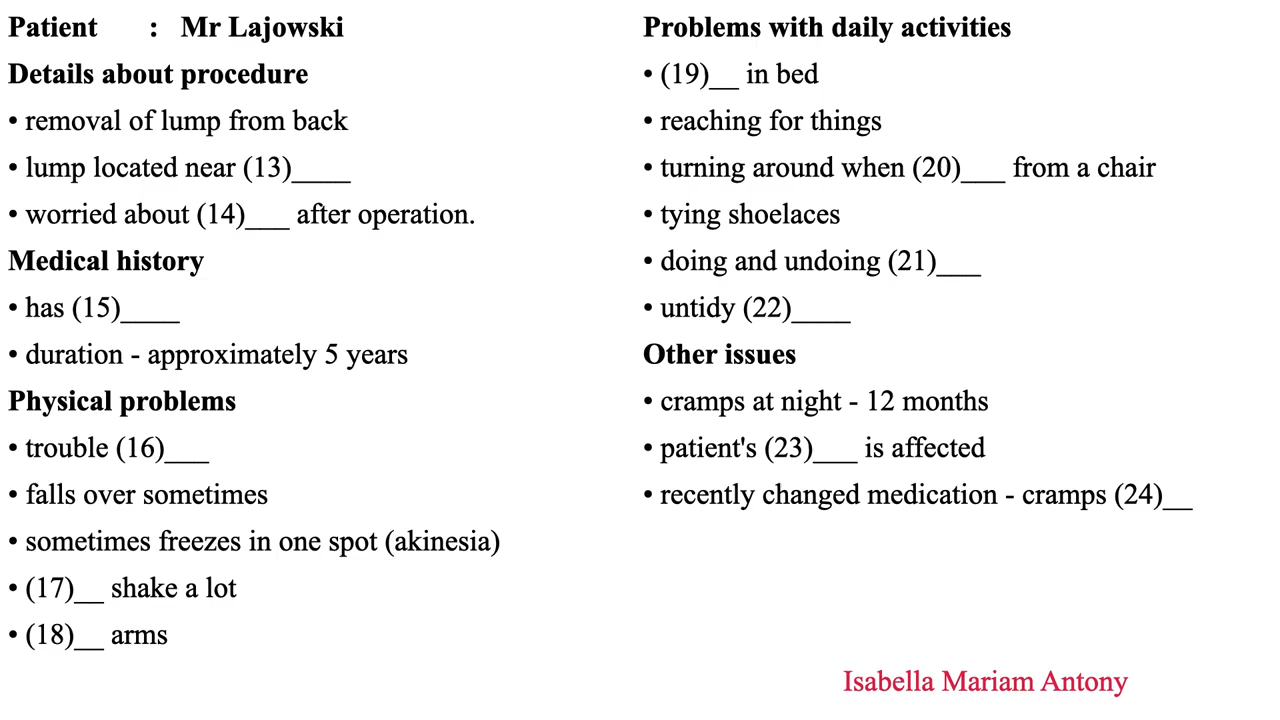 Patient : Mr Lajowski
Details about procedure
• removal of lump from back
• lump located near (13)____
• worried about (14)___ after operation.
Medical history
• has (15)____
• duration - approximately 5 years
Physical problems
• trouble (16)___
• falls over sometimes
• sometimes freezes in one spot (akinesia)
• (17)__ shake a lot
• (18)__ arms
Problems with daily activities
• (19)__ in bed
• reaching for things
• turning around when (20)___ from a chair
• tying shoelaces
• doing and undoing (21)___
• untidy (22)____
Other issues
• cramps at night - 12 months
• patient's (23)___ is affected
• recently changed medication - cramps (24)__
Isabella Mariam Antony